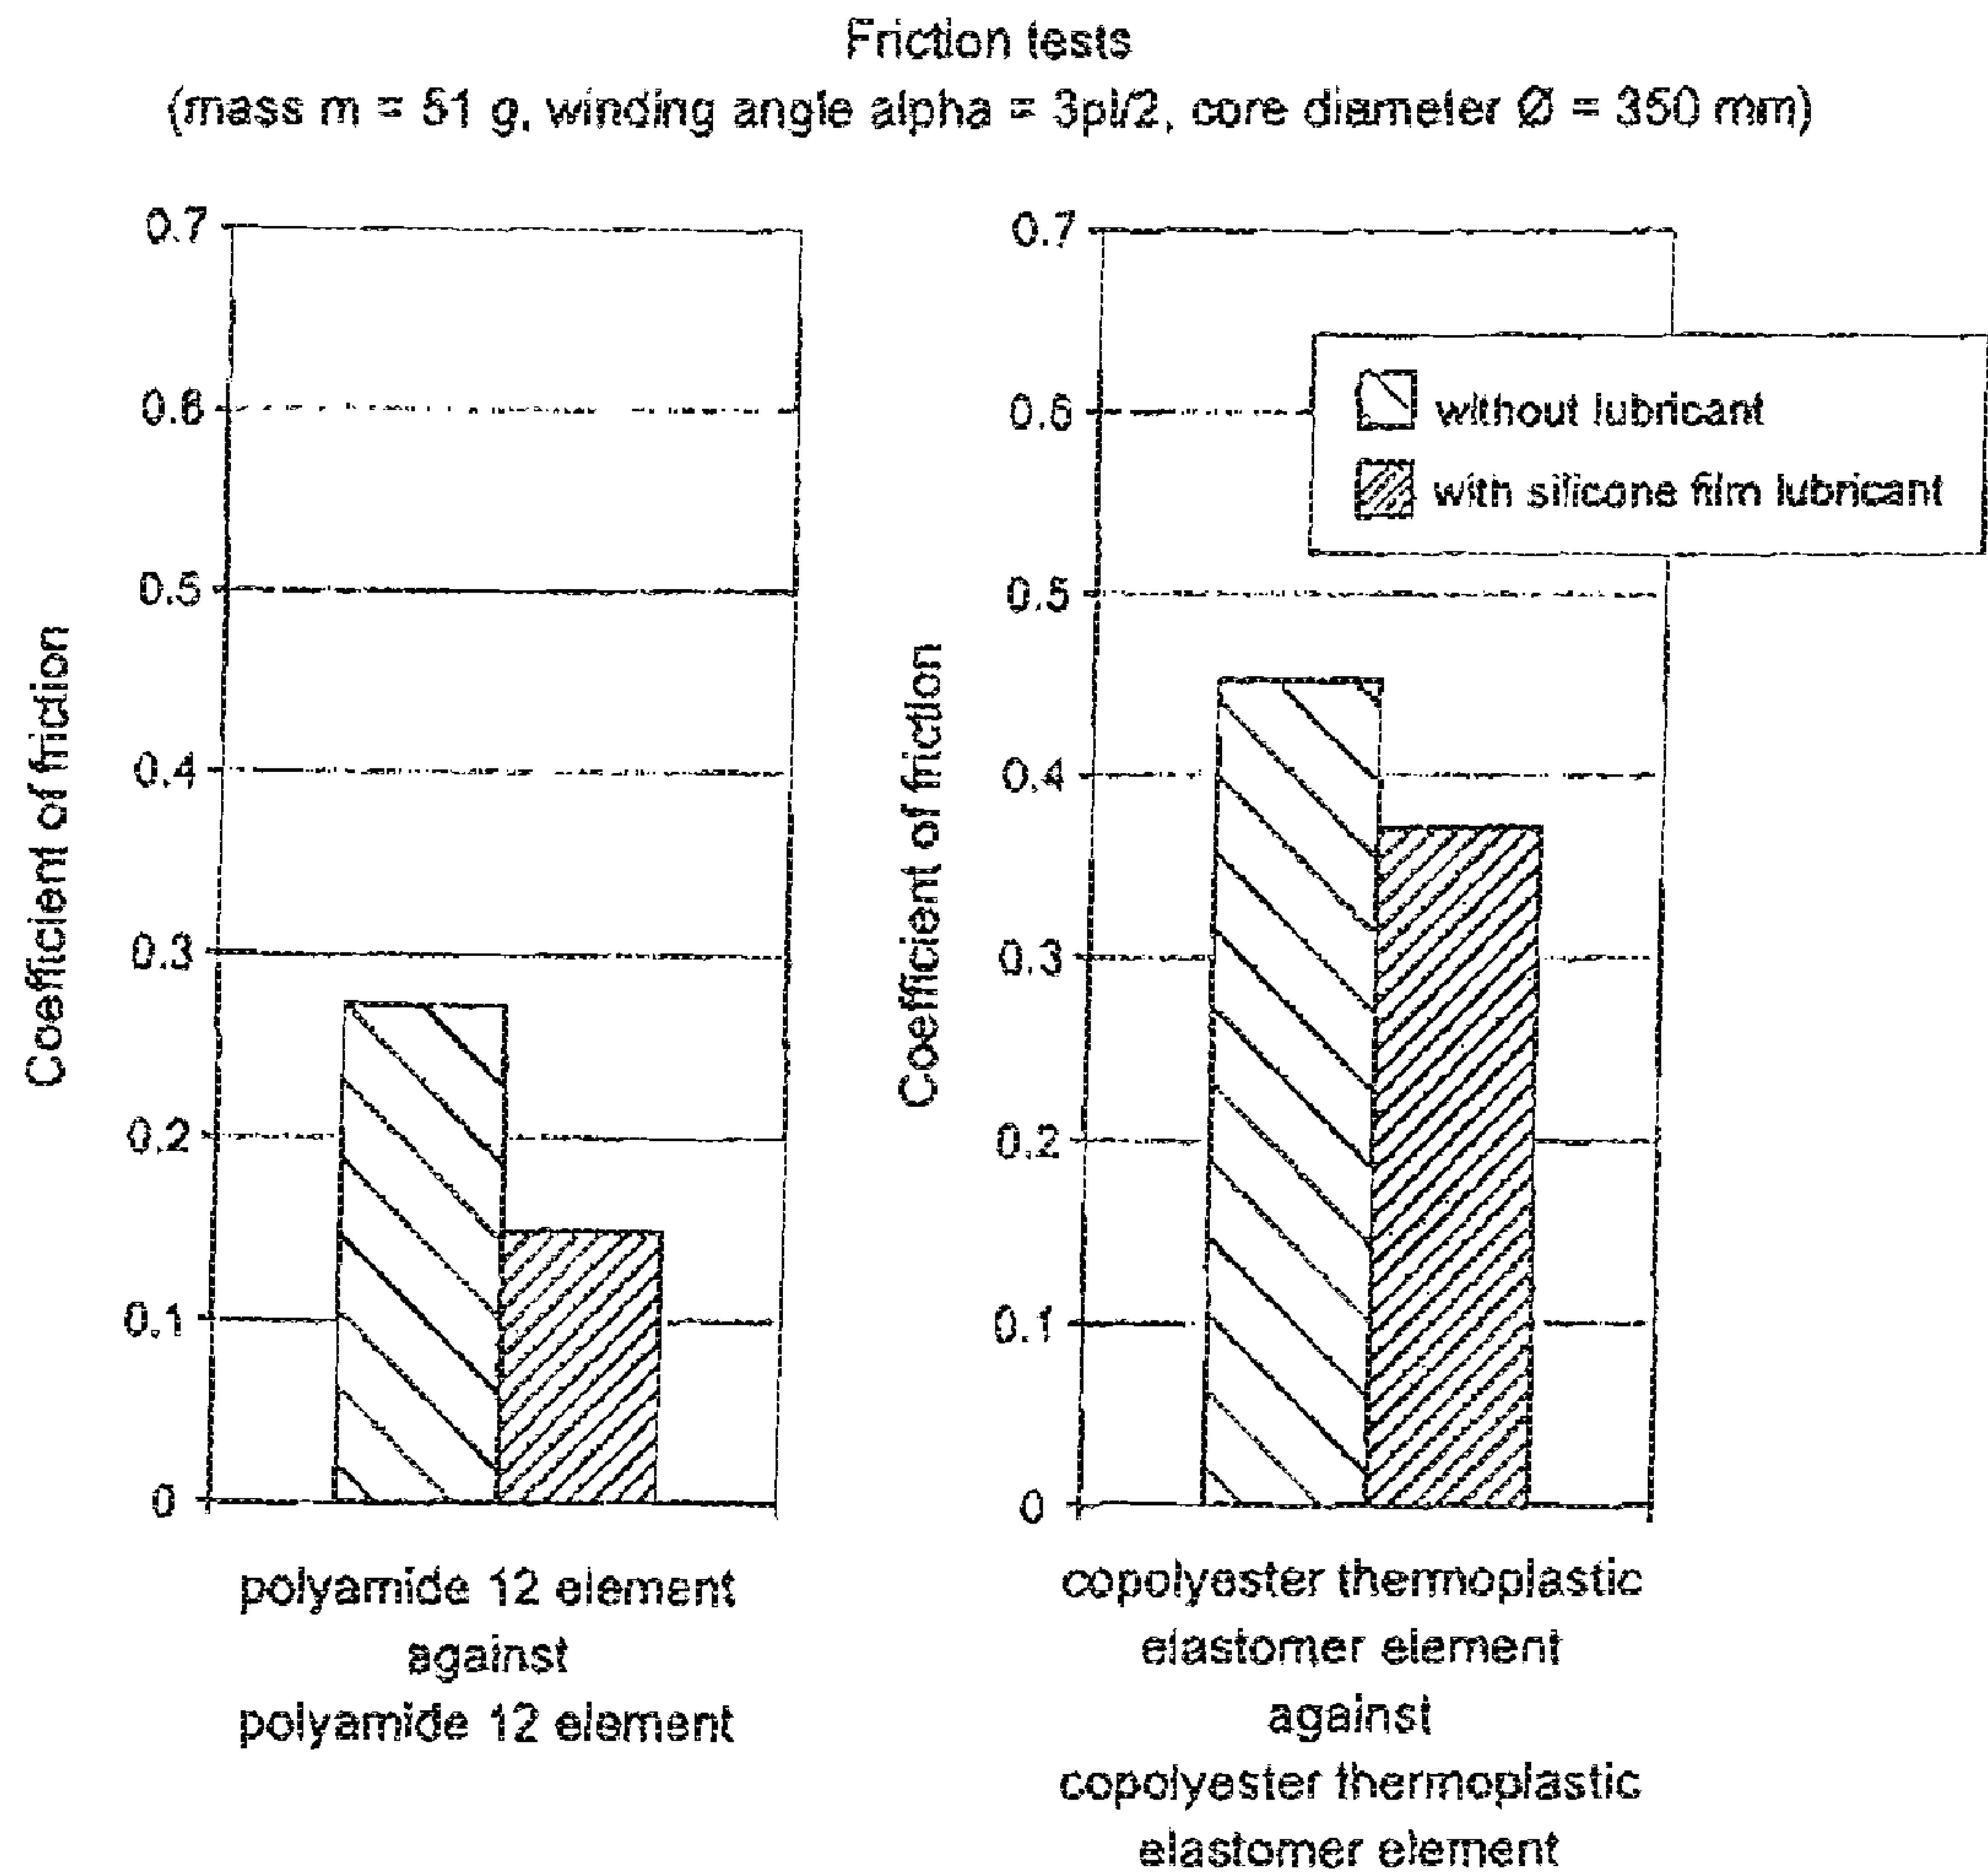 Friction tests
(mass m = 51 g, winding angle alpha = 3pI/2, core diameter Ø = 350 mm)
Coefficient of friction
0.7
0.6
0.5
0.4
0.3
0.2
0.1
0
polyamide 12 element
against
polyamide 12 element
Coefficient of friction
0.7
0.6
0.5
0.4
0.3
0.2
0.1
0
without lubricant
with silicone film lubricant
copolyester thermoplastic
elastomer element
against
copolyester thermoplastic
elastomer element